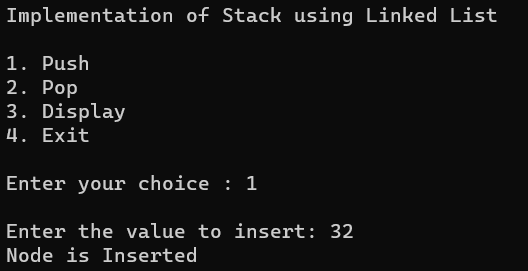 Implementation of Stack using Linked List
1. Push
2. Pop
3. Display
4. Exit
Enter your choice : 1
Enter the value to insert: 32
Node is Inserted